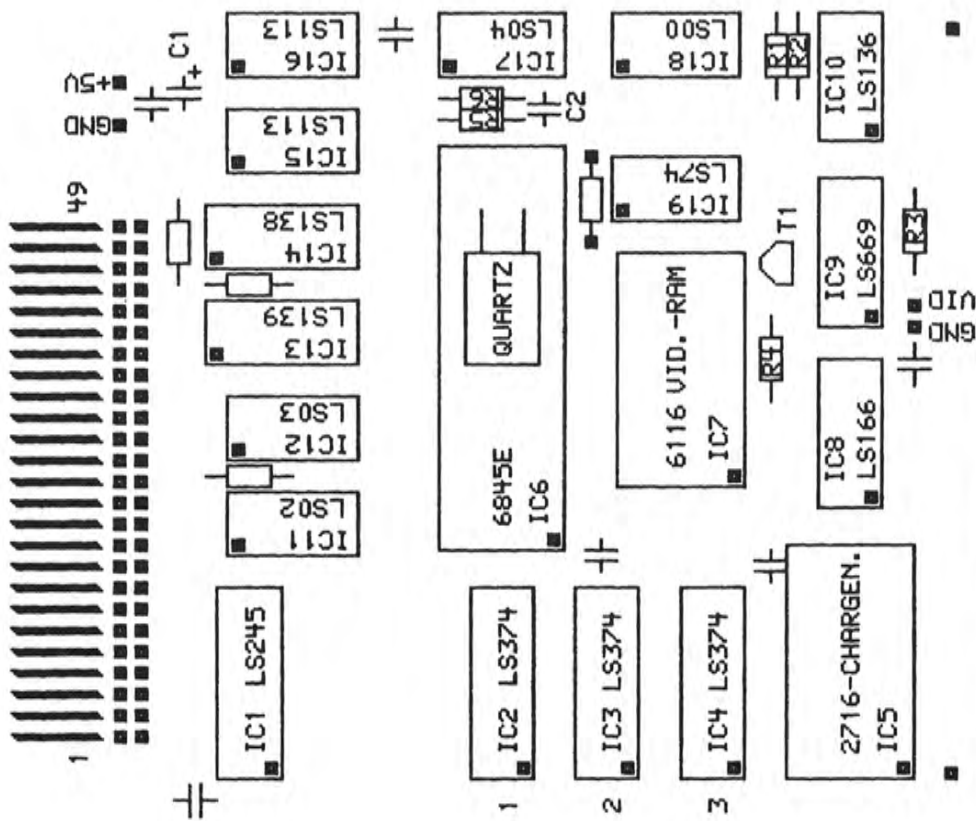 +5V
GND
C1
49
1
LS113
IC16
LS113
IC15
LS138
IC14
LS139
IC13
LS03
IC12
LS02
IC11
IC1 LS245
LS04
IC17
R5
R6
C2
QUARTZ
6845E
IC6
IC2 LS374
1
IC3 LS374
2
IC4 LS374
3
LS00
IC18
LS74
IC19
6116 VID.-RAM
IC7
R1
R2
T1
R4
IC10
LS136
IC9
LS669
R3
VID
GND
IC8
LS166
2716-CHARGEN.
IC5